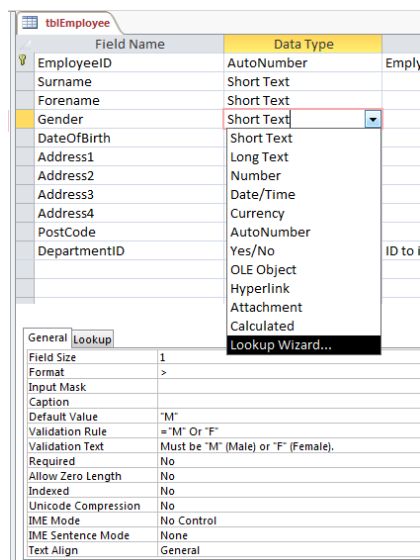 tblEmployee
Field Name Data Type
EmployeeID AutoNumber Emply
Surname Short Text
Forename Short Text
Gender Short Text
DateOfBirth Short Text
Address1 Long Text
Address2 Number
Address3 Date/Time
Address4 Currency
PostCode AutoNumber
DepartmentID Yes/No ID to i
OLE Object
Hyperlink
Attachment
Calculated
Lookup Wizard...
General Lookup
Field Size 1
Format >
Input Mask
Caption
Default Value "M"
Validation Rule ="M" Or "F"
Validation Text Must be "M" (Male) or "F" (Female).
Required No
Allow Zero Length No
Indexed No
Unicode Compression No
IME Mode No Control
IME Sentence Mode None
Text Align General